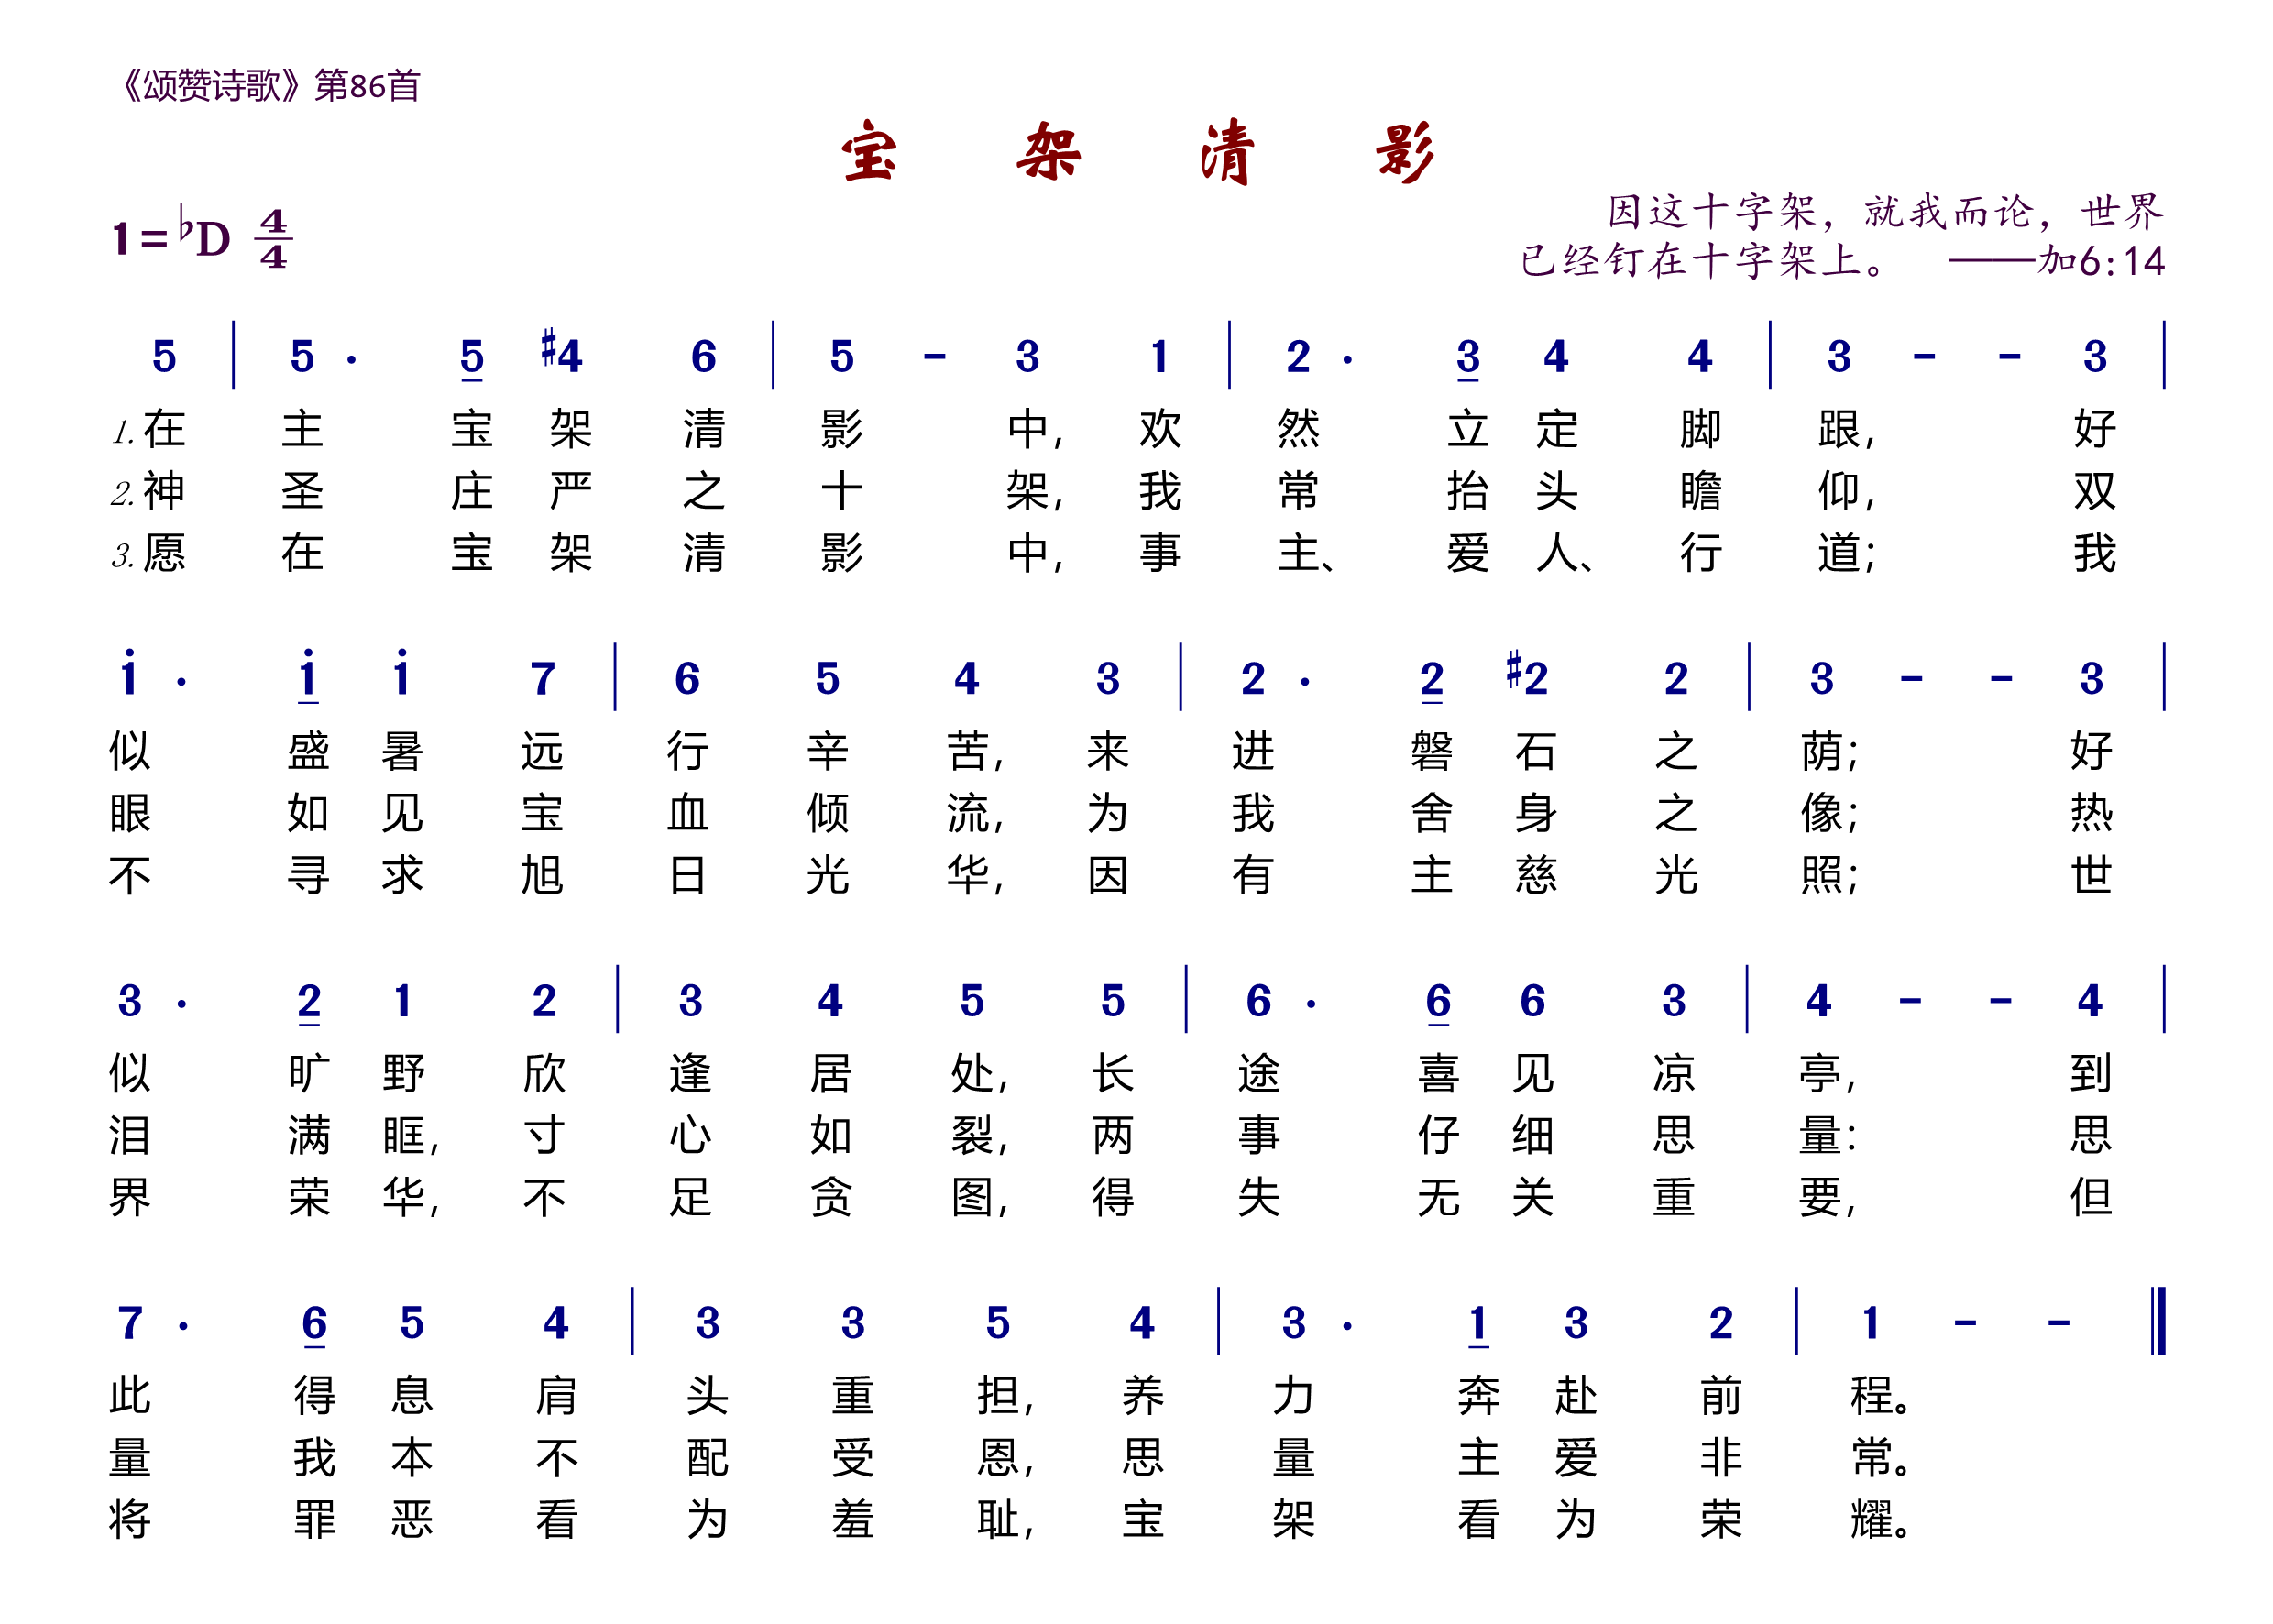 《颂赞诗歌》第86首
宝架清影
1=♭D 4/4
因这十字架，就我而论，世界
已经钉在十字架上。 ——加6:14
5 | 5 . 5 #4 6 | 5 - 3 1 | 2 . 3 4 4 | 3 - - 3 |
1.在主宝架清影中，欢然立定脚跟，好
2.神圣庄严之十架，我常抬头瞻仰，双
3.愿在宝架清影中，事主、爱人、行道；我
i . i i 7 | 6 5 4 3 | 2 . 2 #2 2 | 3 - - 3 |
似盛暑远行辛苦，来进磐石之荫；好
眼如见宝血倾流，为我舍身之像；热
不寻求旭日光华，因有主慈光照；世
3 . 2 1 2 | 3 4 5 5 | 6 . 6 6 3 | 4 - - 4 |
似旷野欣逢居处，长途喜见凉亭，到
泪满眶，寸心如裂，两事仔细思量：思
界荣华，不足贪图，得失无关重要，但
7 . 6 5 4 | 3 3 5 4 | 3 . 1 3 2 | 1 - - ‖
此得息肩头重担，养力奔赴前程。
量我本不配受恩，思量主爱非常。
将罪恶看为羞耻，宝架看为荣耀。